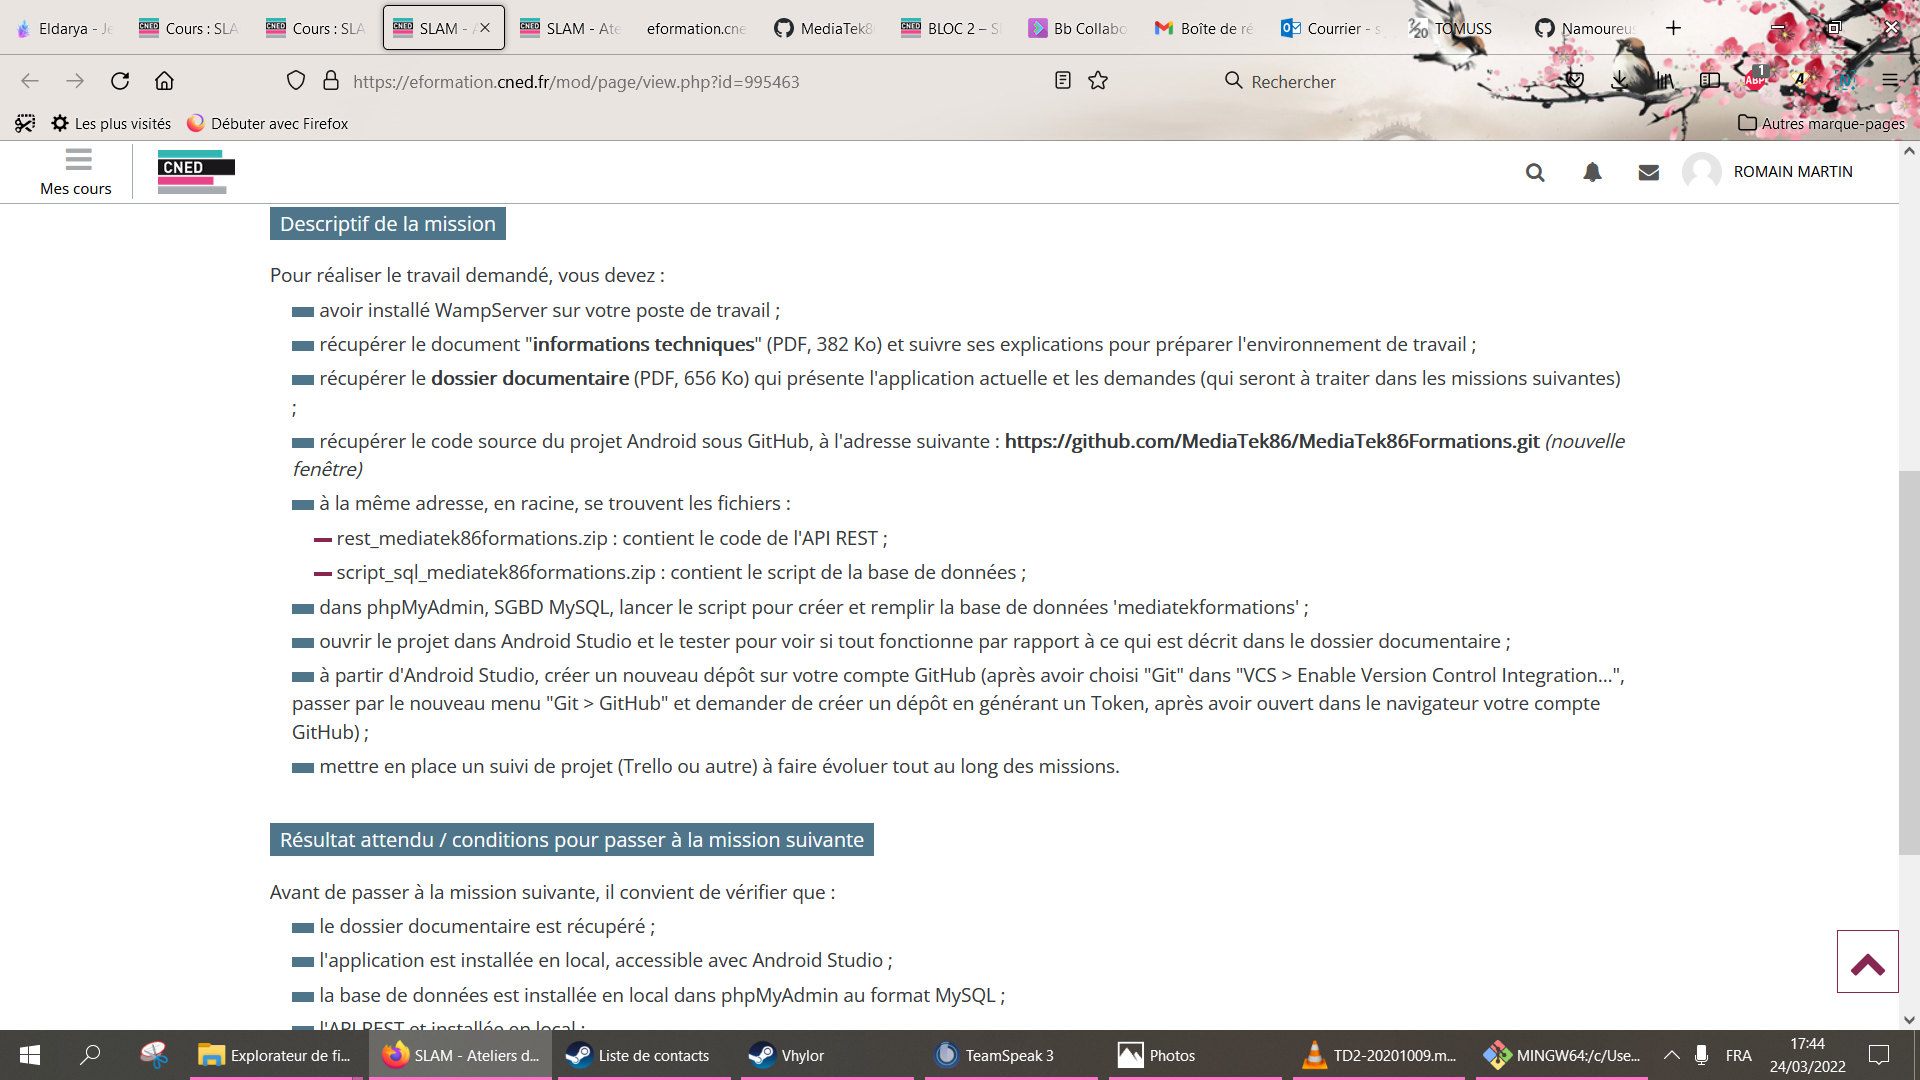 Eldarya - Je
Cours : SLA
Cours : SLA
SLAM - A
SLAM - Ate
eformation.cne
MediaTek8
BLOC 2 – S
Bb Collabo
Boîte de ré
Courrier - s
TOMUSS
Namoureu
https://eformation.cned.fr/mod/page/view.php?id=995463
Rechercher
1
ABP
Les plus visités
Débuter avec Firefox
Autres marque-pages
Mes cours
CNED
ROMAIN MARTIN
Descriptif de la mission
Pour réaliser le travail demandé, vous devez :
avoir installé WampServer sur votre poste de travail ;
récupérer le document "informations techniques" (PDF, 382 Ko) et suivre ses explications pour préparer l'environnement de travail ;
récupérer le dossier documentaire (PDF, 656 Ko) qui présente l'application actuelle et les demandes (qui seront à traiter dans les missions suivantes)
;
récupérer le code source du projet Android sous GitHub, à l'adresse suivante : https://github.com/MediaTek86/MediaTek86Formations.git (nouvelle
fenêtre)
à la même adresse, en racine, se trouvent les fichiers :
rest_mediatek86formations.zip : contient le code de l'API REST ;
script_sql_mediatek86formations.zip : contient le script de la base de données ;
dans phpMyAdmin, SGBD MySQL, lancer le script pour créer et remplir la base de données 'mediatekformations' ;
ouvrir le projet dans Android Studio et le tester pour voir si tout fonctionne par rapport à ce qui est décrit dans le dossier documentaire ;
à partir d'Android Studio, créer un nouveau dépôt sur votre compte GitHub (après avoir choisi "Git" dans "VCS > Enable Version Control Integration...",
passer par le nouveau menu "Git > GitHub" et demander de créer un dépôt en générant un Token, après avoir ouvert dans le navigateur votre compte
GitHub) ;
mettre en place un suivi de projet (Trello ou autre) à faire évoluer tout au long des missions.
Résultat attendu / conditions pour passer à la mission suivante
Avant de passer à la mission suivante, il convient de vérifier que :
le dossier documentaire est récupéré ;
l'application est installée en local, accessible avec Android Studio ;
la base de données est installée en local dans phpMyAdmin au format MySQL ;
l'API REST et installée en local ;
Explorateur de fi...
SLAM - Ateliers d...
Liste de contacts
Vhylor
TeamSpeak 3
Photos
TD2-20201009.m...
MINGW64:/c/Use...
FRA
17:44
24/03/2022